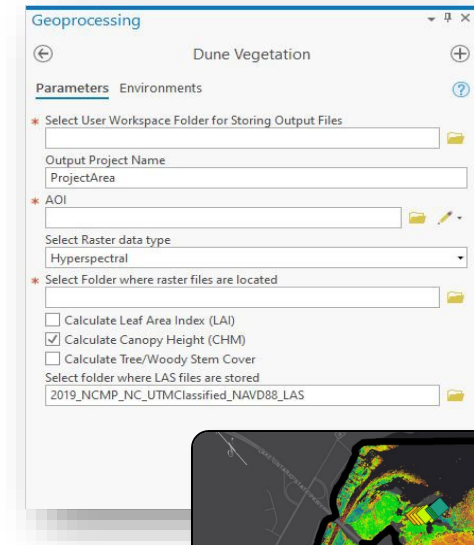 Geoprocessing
Dune Vegetation
Parameters Environments
* Select User Workspace Folder for Storing Output Files
Output Project Name
ProjectArea
* AOI
Select Raster data type
Hyperspectral
* Select Folder where raster files are located
Calculate Leaf Area Index (LAI)
Calculate Canopy Height (CHM)
Calculate Tree/Woody Stem Cover
Select folder where LAS files are stored
2019_NCMP_NC_UTMClassified_NAVD88_LAS